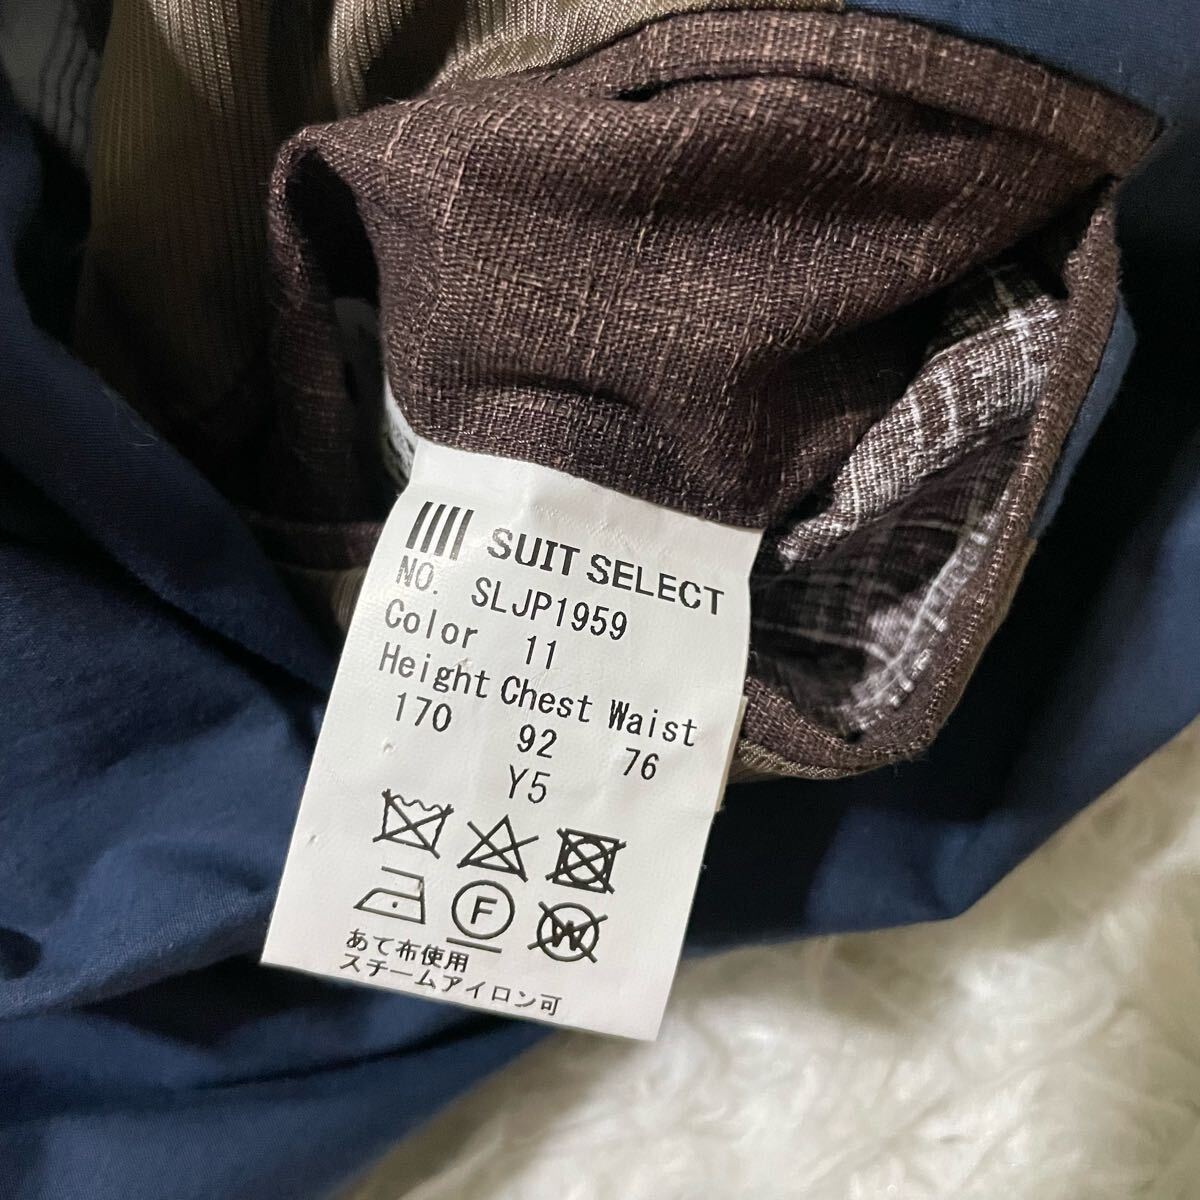 SUIT SELECT
NO. SLJP1959
Color 11
Height Chest Waist
170 92 76
Y5
F
W
あて布使用
スチームアイロン可